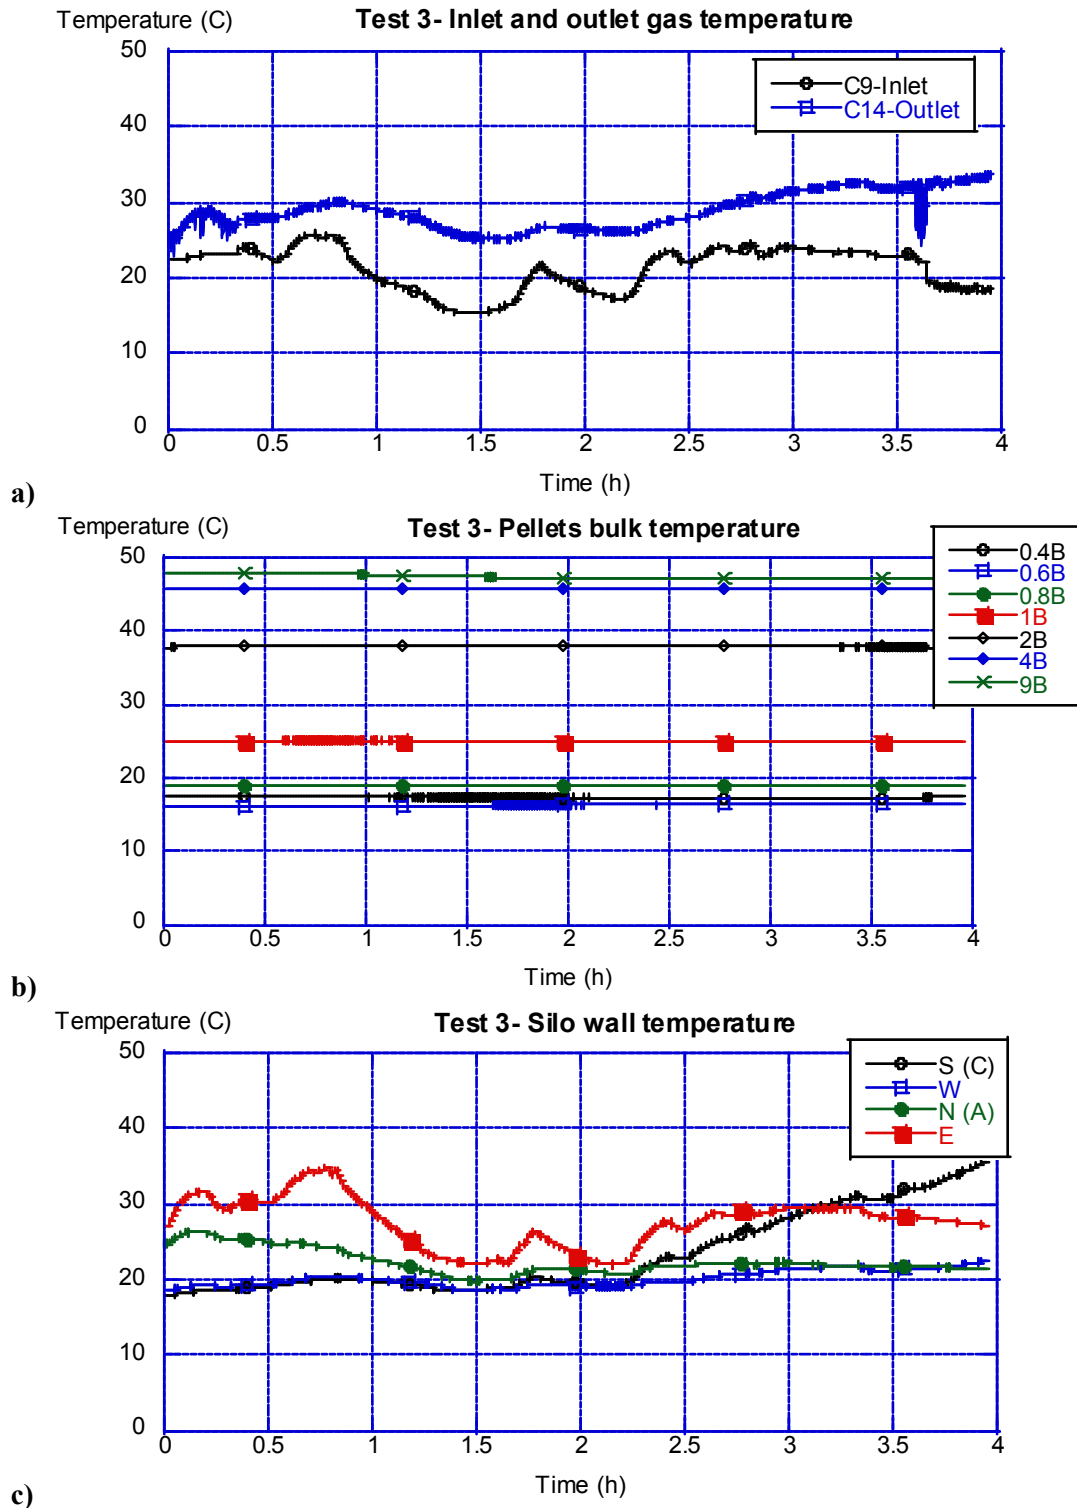 Temperature (C)
Test 3- Inlet and outlet gas temperature
50
40
30
20
10
0
C9-Inlet
C14-Outlet
0 0.5 1 1.5 2 2.5 3 3.5 4
Time (h)
a)
Temperature (C)
Test 3- Pellets bulk temperature
50
40
30
20
10
0
0.4B
0.6B
0.8B
1B
2B
4B
9B
0 0.5 1 1.5 2 2.5 3 3.5 4
Time (h)
b)
Temperature (C)
Test 3- Silo wall temperature
50
40
30
20
10
0
S (C)
W
N (A)
E
0 0.5 1 1.5 2 2.5 3 3.5 4
Time (h)
c)